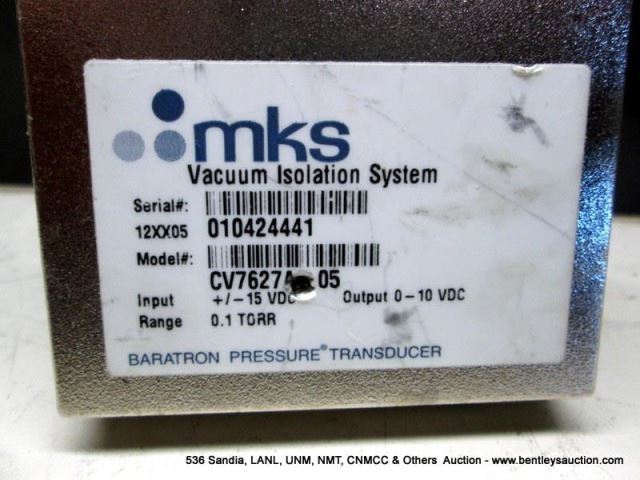 mks
Vacuum Isolation System
Serial#:
12XX05 010424441
Model#:
CV7627A 05
Input +/-15 VDC Output 0-10 VDC
Range 0.1 TORR
BARATRON PRESSURE® TRANSDUCER
536 Sandia, LANL, UNM, NMT, CNMCC & Others Auction - www.bentleysauction.com